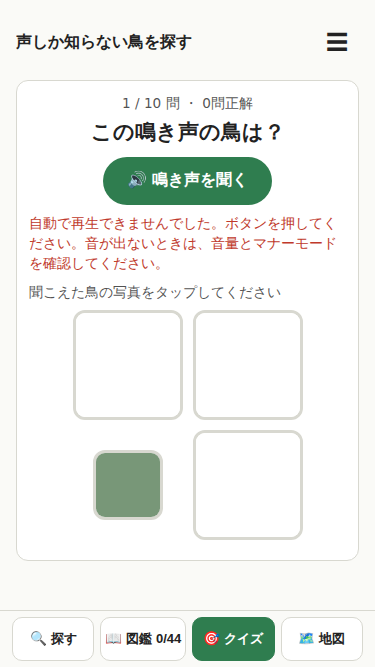 声しか知らない鳥を探す
1 / 10 問 ・ 0問正解
この鳴き声の鳥は？
🔊 鳴き声を聞く
自動で再生できませんでした。ボタンを押してく
ださい。音が出ないときは、音量とマナーモード
を確認してください。
聞こえた鳥の写真をタップしてください
🔍 探す
📖 図鑑 0/44
🎯 クイズ
🗺️ 地図